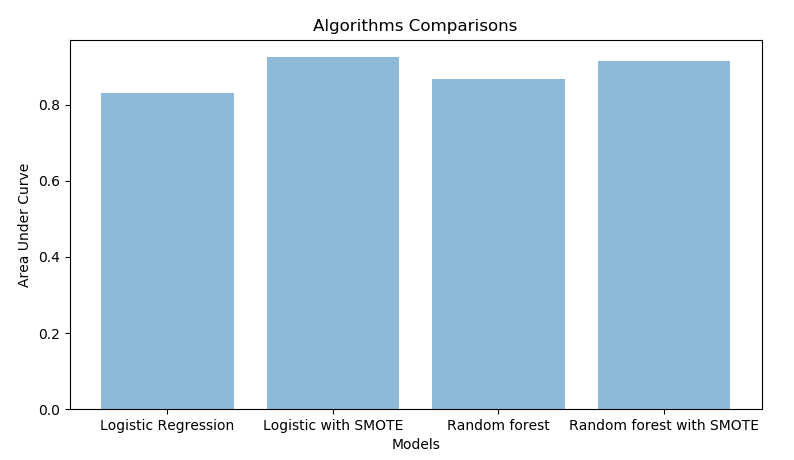 Algorithms Comparisons
Area Under Curve
0.8
0.6
0.4
0.2
0.0
Logistic Regression
Logistic with SMOTE
Random forest
Random forest with SMOTE
Models